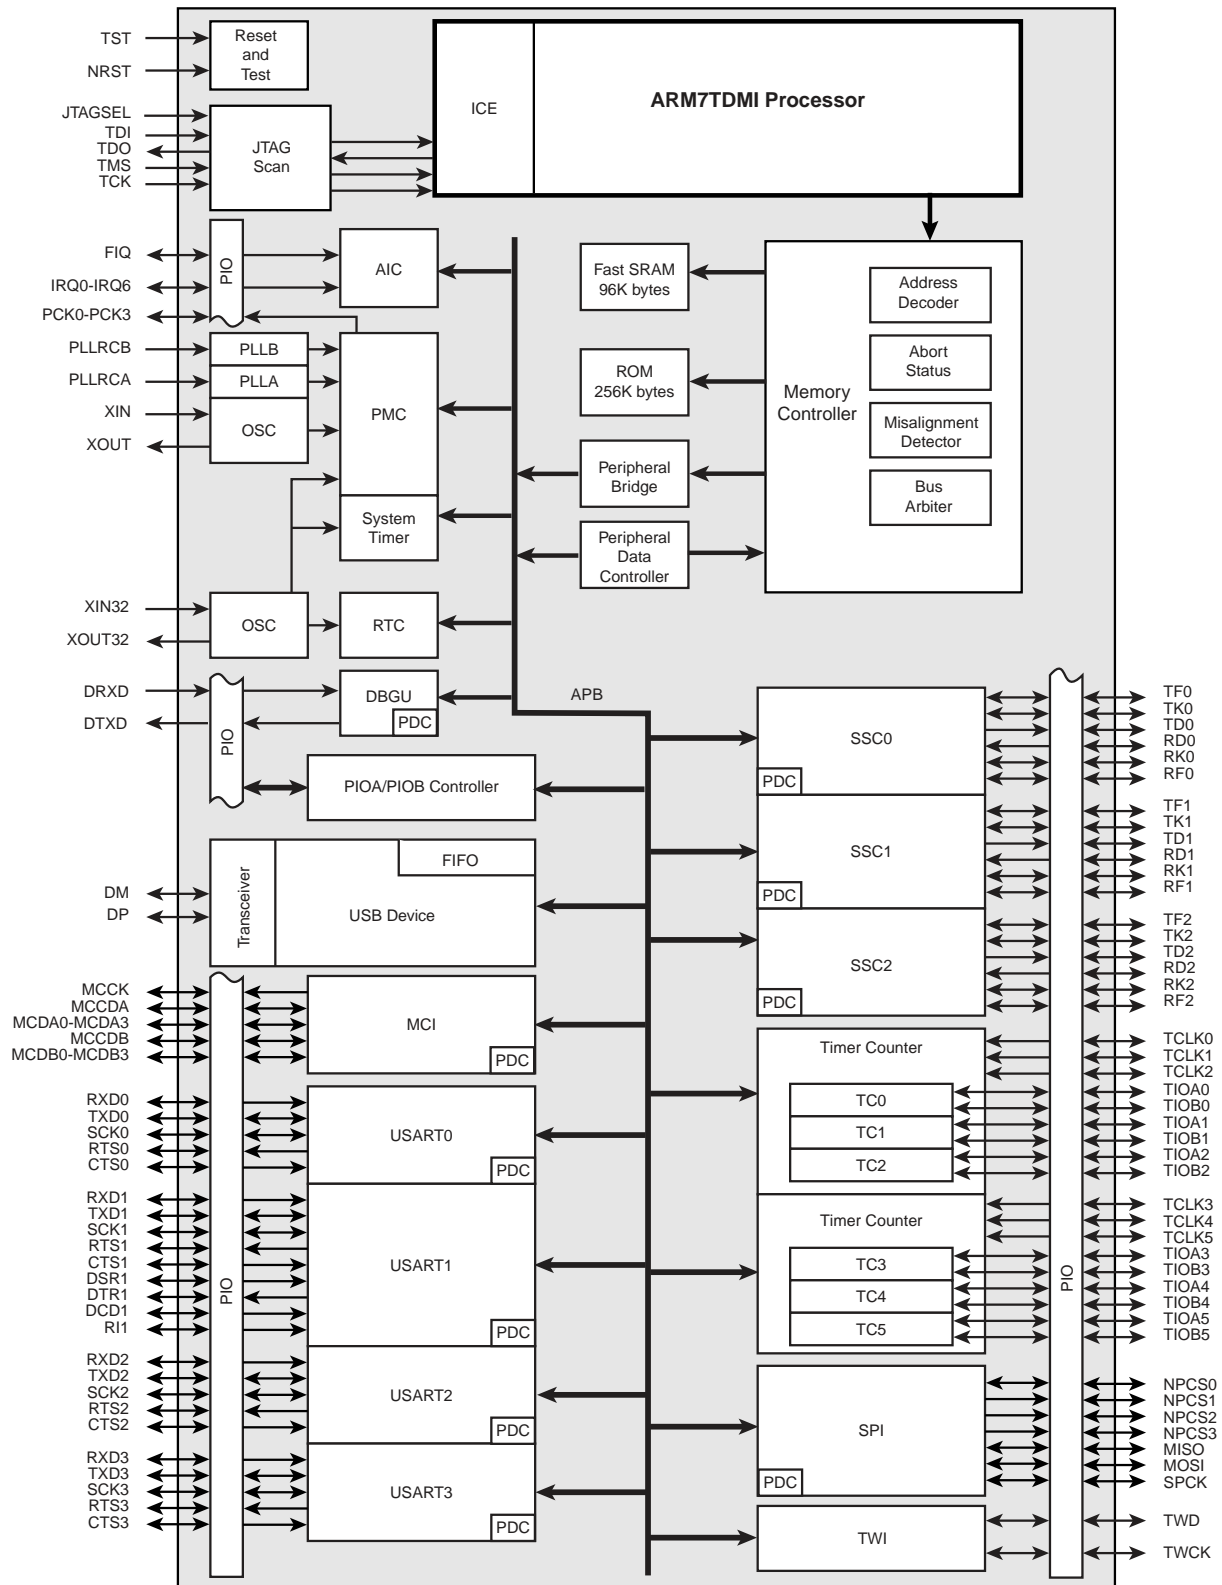 TST
NRST
Reset
and
Test
ICE
ARM7TDMI Processor
JTAGSEL
TDI
TDO
TMS
TCK
JTAG
Scan
FIQ
IRQ0-IRQ6
PCK0-PCK3
PIO
AIC
PLLRCB
PLLRCA
XIN
XOUT
PLLB
PLLA
OSC
PMC
System
Timer
Fast SRAM
96K bytes
ROM
256K bytes
Peripheral
Bridge
Peripheral
Data
Controller
Memory
Controller
Address
Decoder
Abort
Status
Misalignment
Detector
Bus
Arbiter
XIN32
XOUT32
OSC
RTC
DRXD
DTXD
PIO
DBGU
PDC
APB
PIOA/PIOB Controller
DM
DP
Transceiver
FIFO
USB Device
MCCK
MCCDA
MCDA0-MCDA3
MCCDB
MCDB0-MCDB3
MCI
PDC
RXD0
TXD0
SCK0
RTS0
CTS0
USART0
PDC
RXD1
TXD1
SCK1
RTS1
CTS1
DSR1
DTR1
DCD1
RI1
PIO
USART1
PDC
RXD2
TXD2
SCK2
RTS2
CTS2
USART2
PDC
RXD3
TXD3
SCK3
RTS3
CTS3
USART3
PDC
SSC0
PDC
TF0
TK0
TD0
RD0
RK0
RF0
SSC1
PDC
TF1
TK1
TD1
RD1
RK1
RF1
SSC2
PDC
TF2
TK2
TD2
RD2
RK2
RF2
Timer Counter
TC0
TC1
TC2
TCLK0
TCLK1
TCLK2
TIOA0
TIOB0
TIOA1
TIOB1
TIOA2
TIOB2
Timer Counter
TC3
TC4
TC5
PIO
TCLK3
TCLK4
TCLK5
TIOA3
TIOB3
TIOA4
TIOB4
TIOA5
TIOB5
SPI
PDC
NPCS0
NPCS1
NPCS2
NPCS3
MISO
MOSI
SPCK
TWI
TWD
TWCK